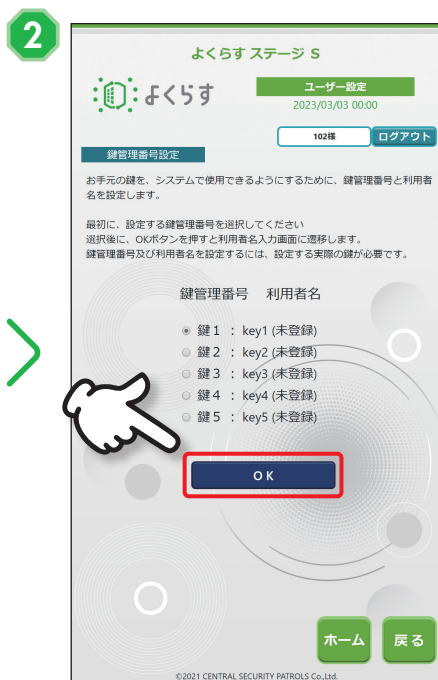 2
よくらす ステージ S
よくらす
ユーザー設定
2023/03/03 00:00
102様
ログアウト
鍵管理番号設定
お手元の鍵を、システムで使用できるようにするために、鍵管理番号と利用者
名を設定します。
最初に、設定する鍵管理番号を選択してください
選択後に、OKボタンを押すと利用者名入力画面に遷移します。
鍵管理番号及び利用者名を設定するには、設定する実際の鍵が必要です。
鍵管理番号 利用者名
鍵1 : key1 (未登録)
鍵2 : key2 (未登録)
鍵3 : key3 (未登録)
鍵4 : key4 (未登録)
鍵5 : key5 (未登録)
OK
ホーム
戻る
©2021 CENTRAL SECURITY PATROLS Co.,Ltd.